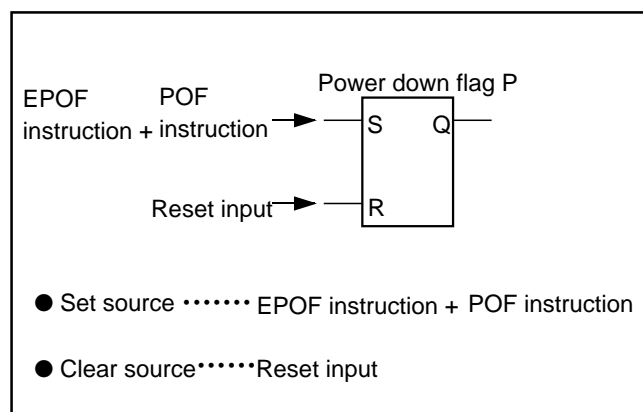 Power down flag P
EPOF instruction + POF instruction
S Q
Reset input
R
● Set source ······· EPOF instruction + POF instruction
● Clear source ······ Reset input